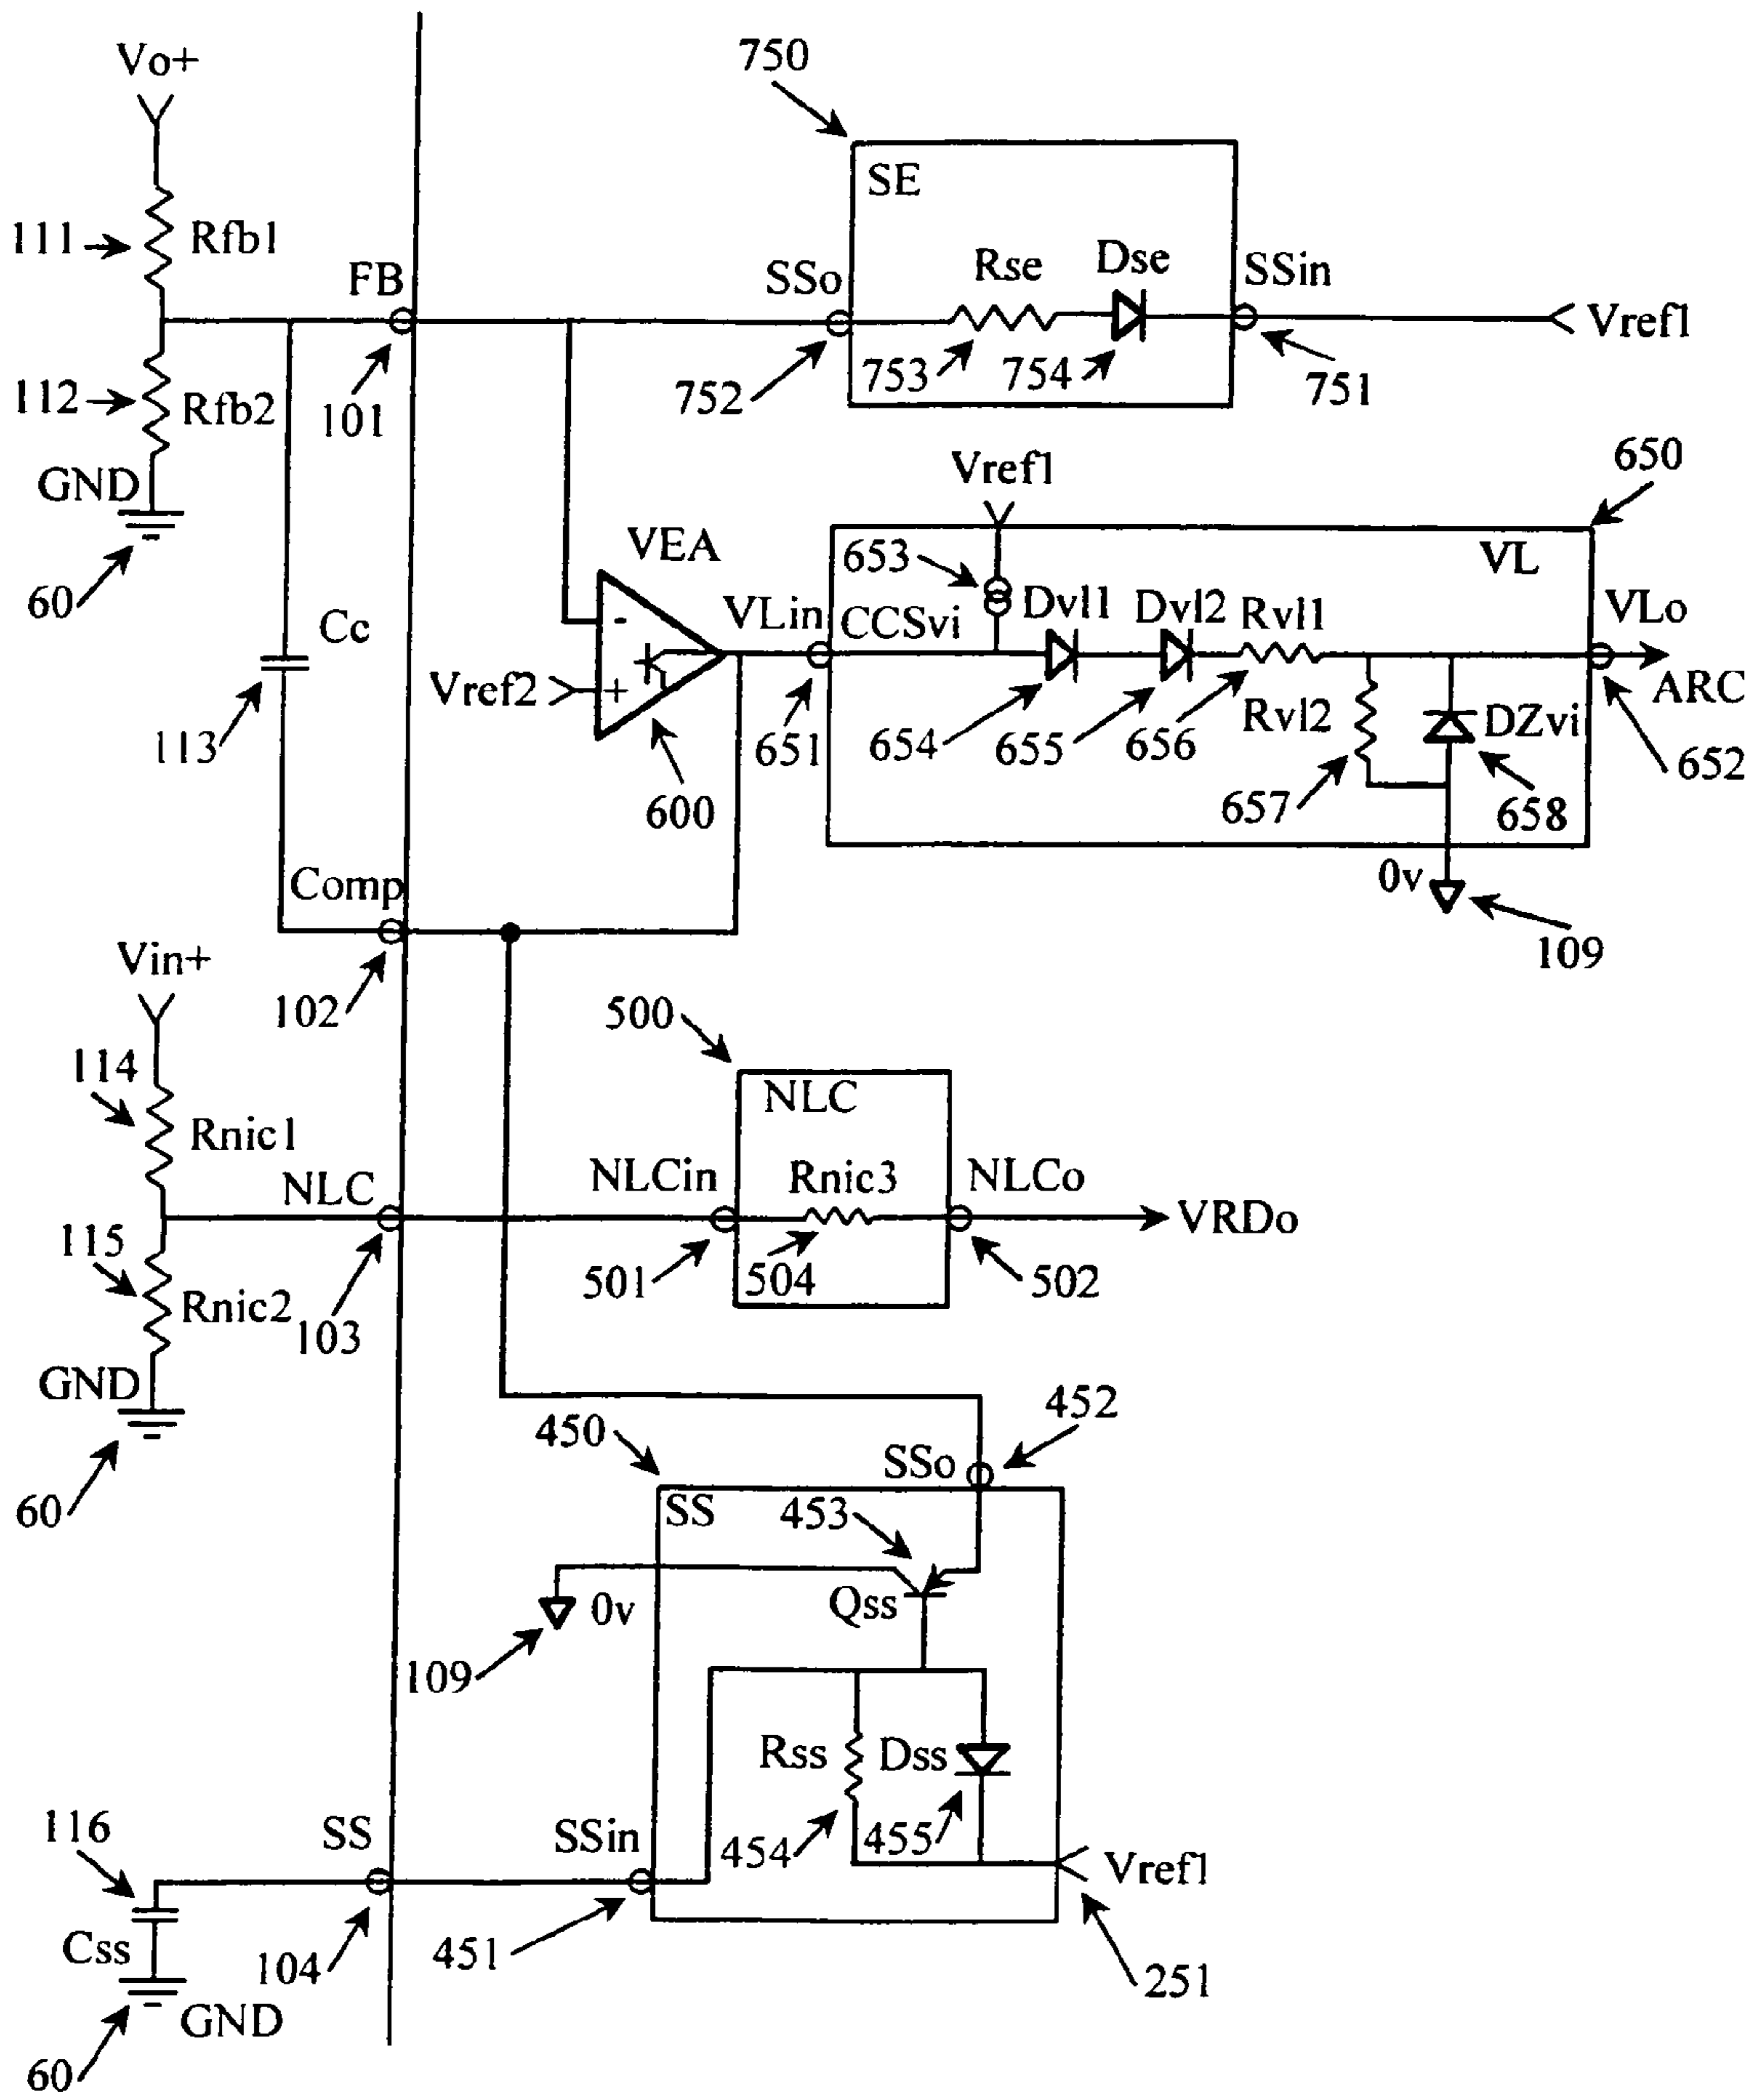 750
Vo+
SE
111
Rfb1
FB
SSo
Rse
Dse
SSin
Vref1
112
Rfb2
101
752
753
754
751
GND
60
Vref1
650
VEA
653
VL
Cc
VLin
CCSvi
Dvl1
Dvl2
Rvl1
VLo
-
+
Vref2
ARC
113
651
654
655
656
Rvl2
DZvi
652
600
657
658
Comp
0v
109
Vin+
102
500
114
NLC
Rnic1
NLC
NLCin
Rnic3
NLCo
VRDo
115
Rnic2
103
501
504
502
GND
60
450
452
SSo
SS
453
0v
Qss
109
Rss
Dss
116
SS
SSin
454
455
Vref1
Css
104
451
251
GND
60